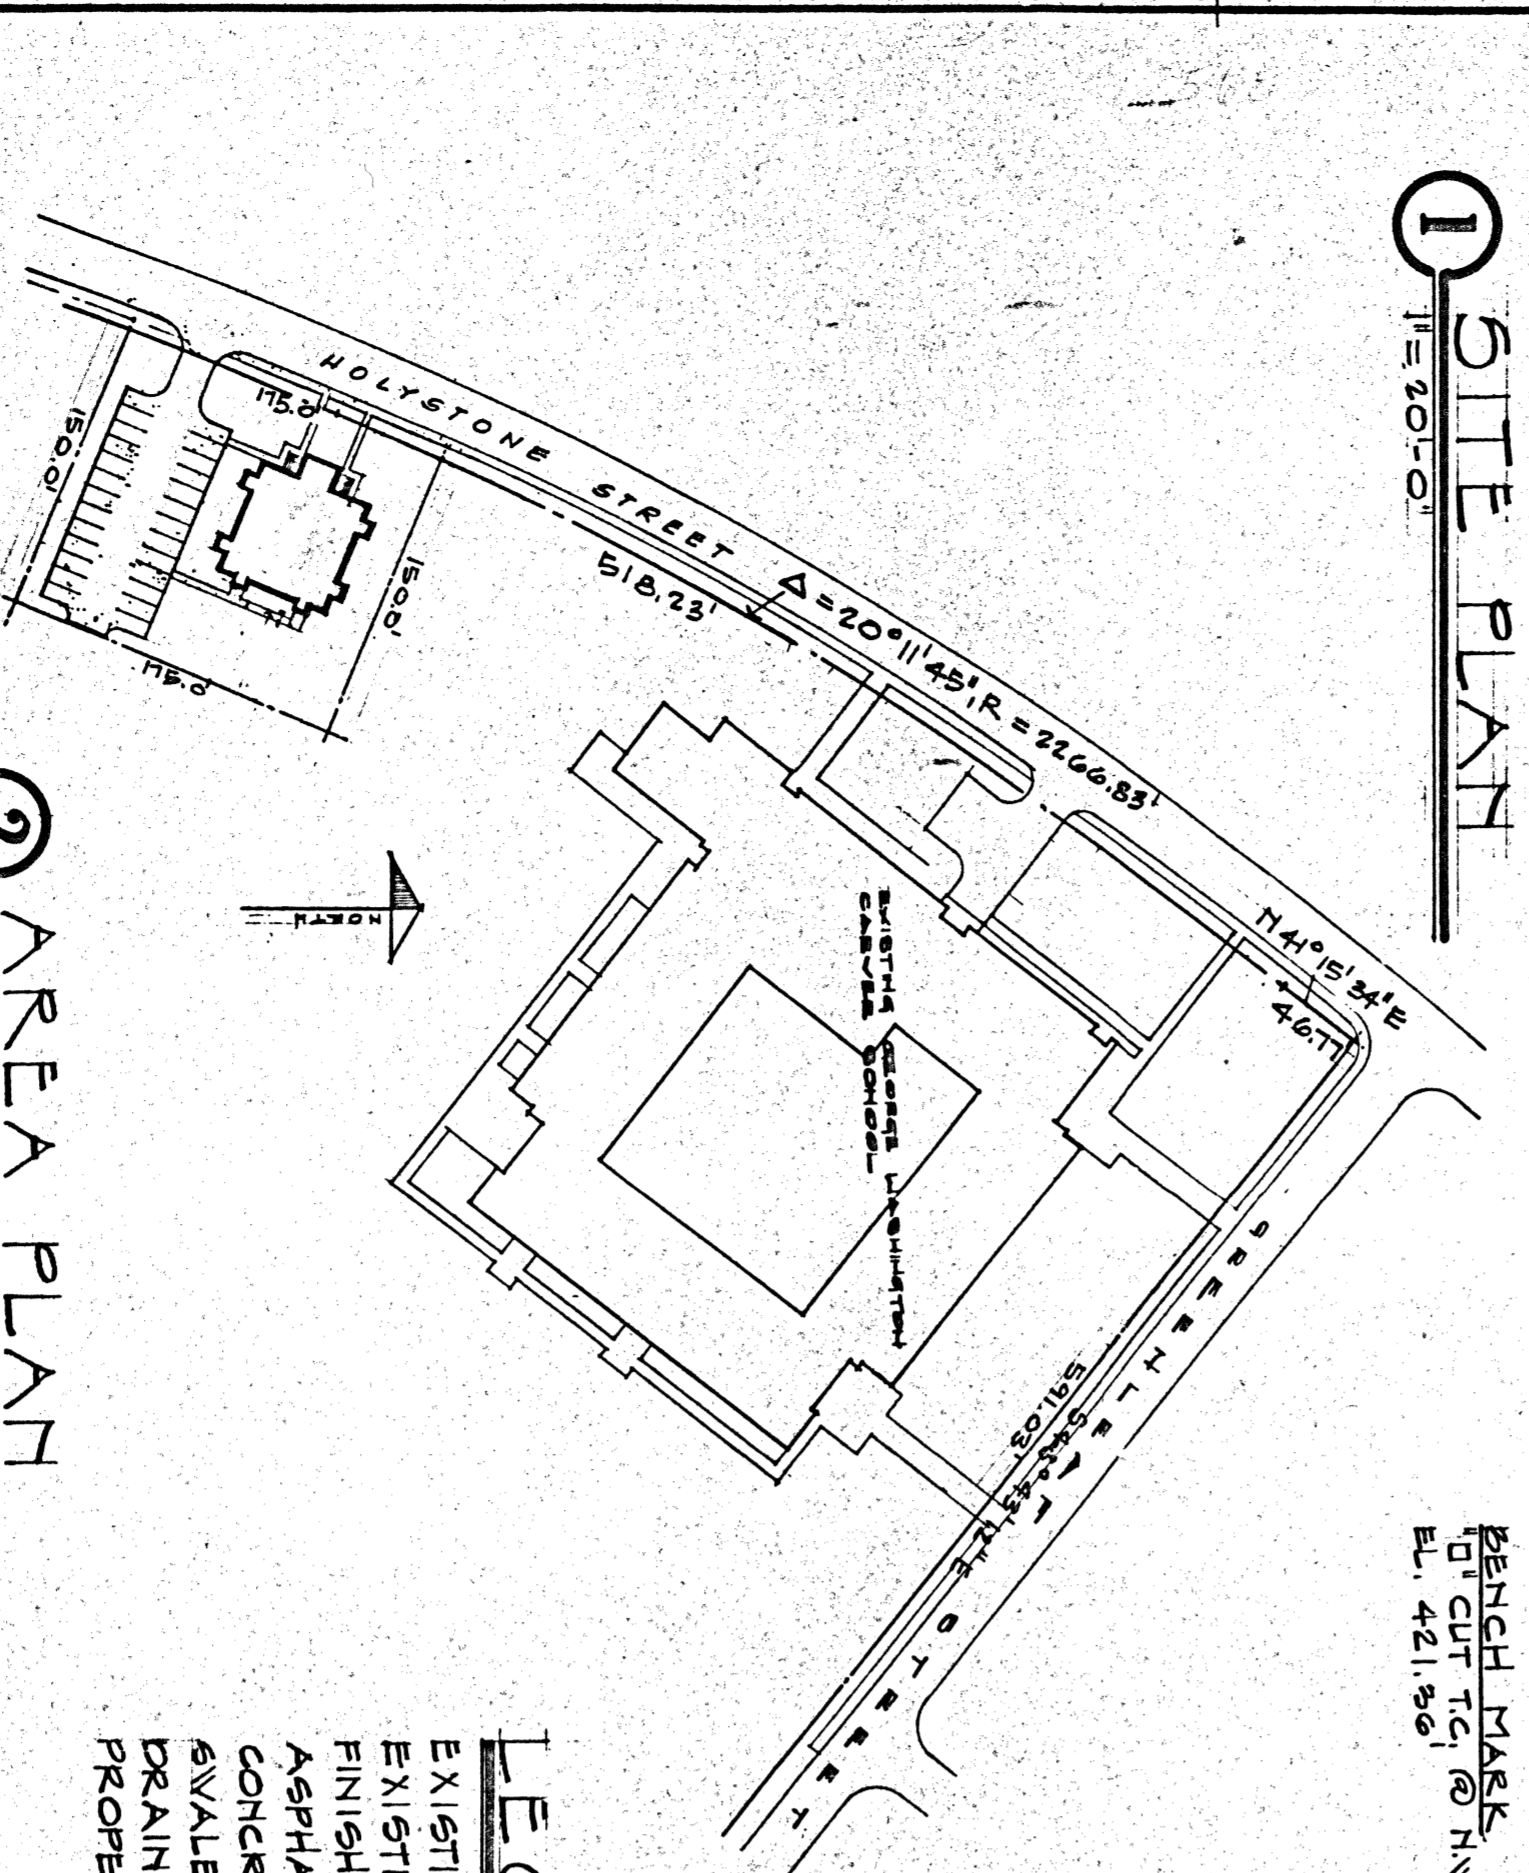 1
SITE PLAN
1"=20'-0"
BENCH MARK
"□" CUT T.C. @ N.
EL. 421.36'
HOLYSTONE STREET
Δ=20°11'45", R=2266.83'
518.23'
N41°15'34"E
46.77'
GREENLEE STREET
591.03'
175.0'
150.0'
150.0'
175.0'
EXISTING GEORGE WASHINGTON
CARVER SCHOOL
NORTH
2
AREA PLAN
LE
EXISTI
EXISTI
FINISH
ASPHA
CONCR
SWALE
DRAIN
PROPE